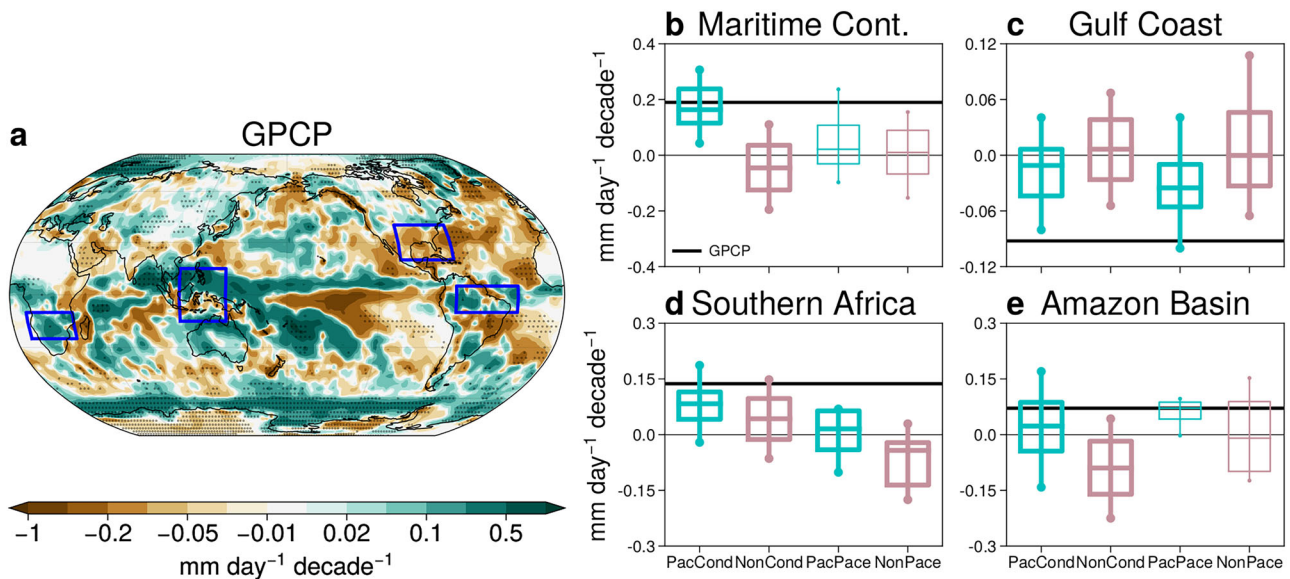 a
GPCP
−1 −0.2 −0.05 −0.01 0.02 0.1 0.5
mm day⁻¹ decade⁻¹
b Maritime Cont.
mm day⁻¹ decade⁻¹
0.4
0.2
0.0
-0.2
-0.4
GPCP
c Gulf Coast
0.12
0.06
0.0
-0.06
-0.12
d Southern Africa
mm day⁻¹ decade⁻¹
0.3
0.15
0.0
-0.15
-0.3
PacCond NonCond PacPace NonPace
e Amazon Basin
0.3
0.15
0.0
-0.15
-0.3
PacCond NonCond PacPace NonPace